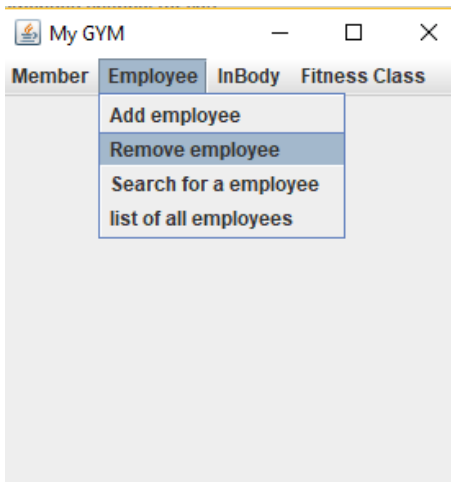 My GYM
Member Employee InBody Fitness Class
Add employee
Remove employee
Search for a employee
list of all employees